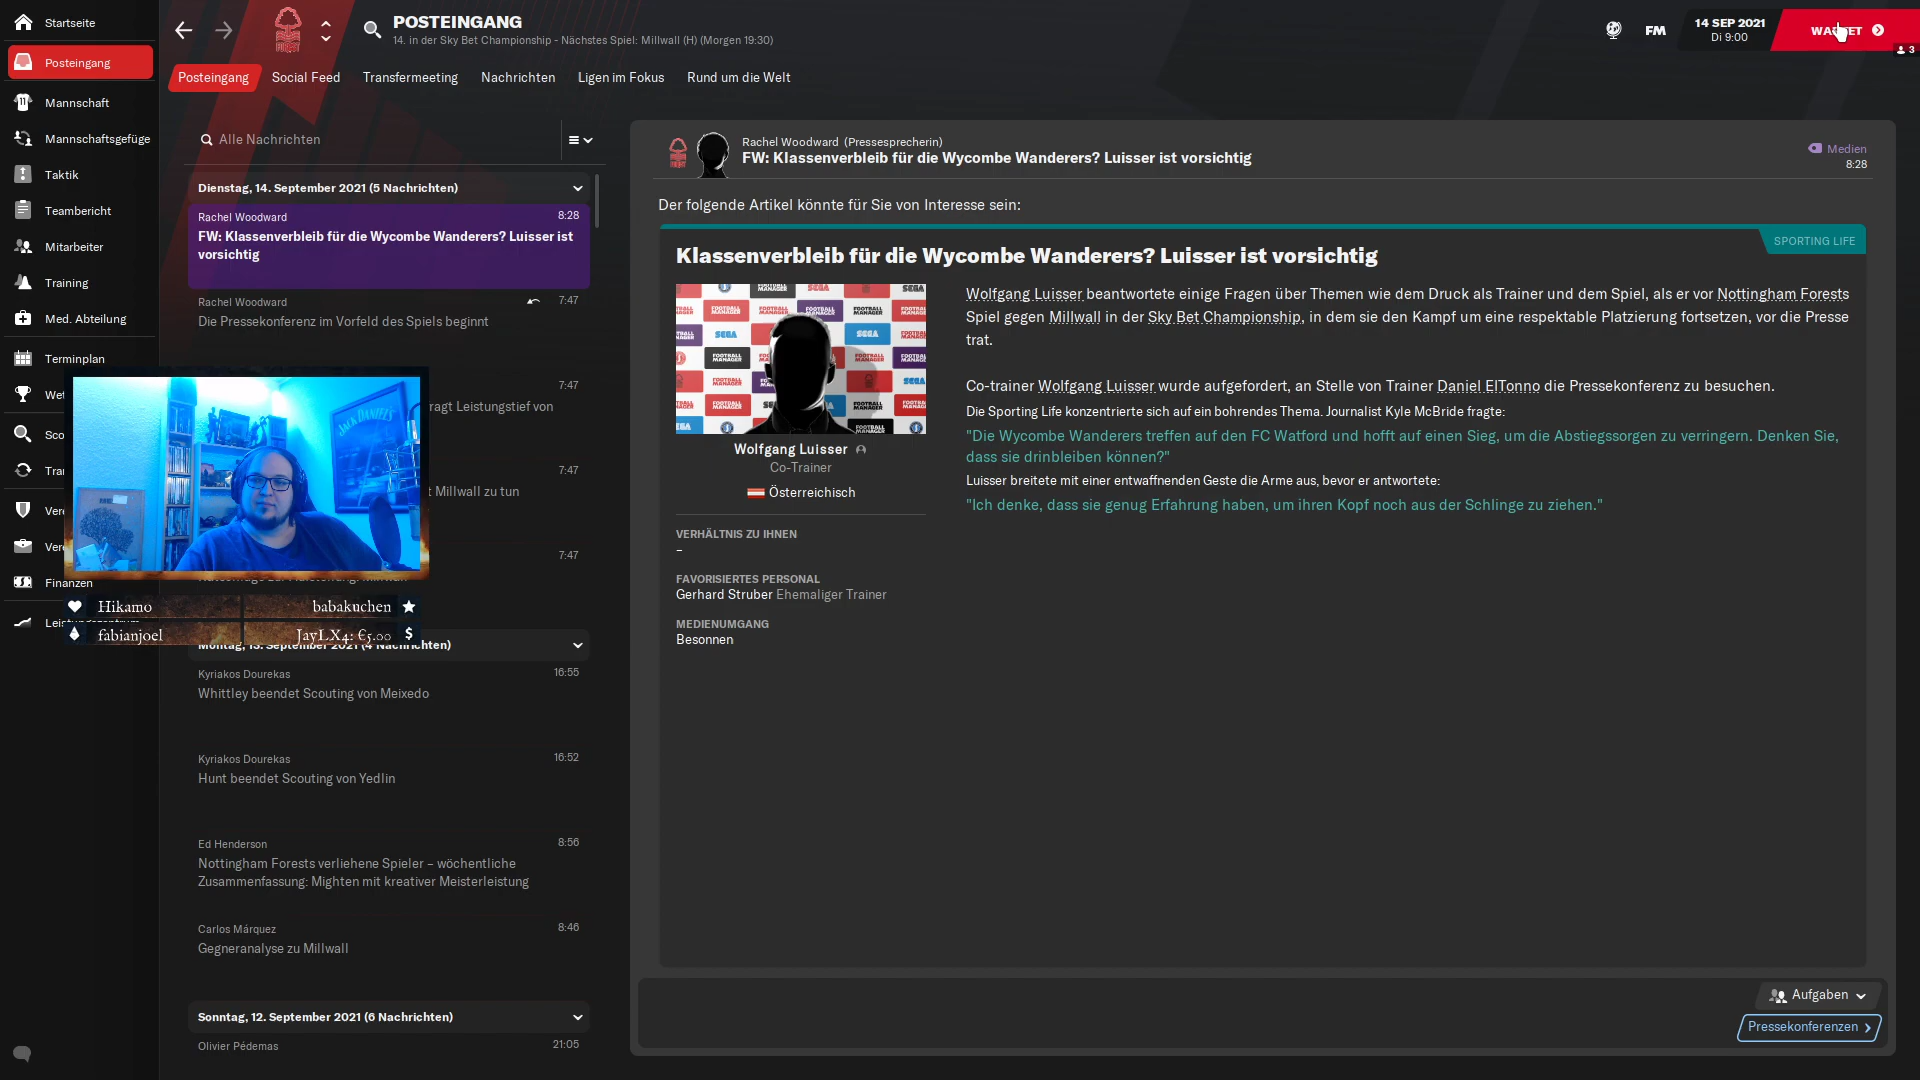 Startseite
Posteingang
Mannschaft
Mannschaftsgefüge
Taktik
Teambericht
Mitarbeiter
Training
Med. Abteilung
Terminplan
Finanzen
POSTEINGANG
14. in der Sky Bet Championship - Nächstes Spiel: Millwall (H) (Morgen 19:30)
FM
14 SEP 2021
Di 9:00
3
Posteingang
Social Feed
Transfermeeting
Nachrichten
Ligen im Fokus
Rund um die Welt
Alle Nachrichten
Dienstag, 14. September 2021 (5 Nachrichten)
Rachel Woodward 8:28
FW: Klassenverbleib für die Wycombe Wanderers? Luisser ist
vorsichtig
Rachel Woodward 7:47
Die Pressekonferenz im Vorfeld des Spiels beginnt
7:47
ragt Leistungstief von
7:47
t Millwall zu tun
7:47
JACK DANIEL'S
Hikamo
babakuchen
fabianjoel
JayLX4: €5.00
Montag, 13. September 2021 (4 Nachrichten)
Kyriakos Dourekas 16:55
Whittley beendet Scouting von Meixedo
Kyriakos Dourekas 16:52
Hunt beendet Scouting von Yedlin
Ed Henderson 8:56
Nottingham Forests verliehene Spieler – wöchentliche
Zusammenfassung: Mighten mit kreativer Meisterleistung
Carlos Márquez 8:46
Gegneranalyse zu Millwall
Sonntag, 12. September 2021 (6 Nachrichten)
Olivier Pédemas 21:05
Rachel Woodward (Pressesprecherin)
FW: Klassenverbleib für die Wycombe Wanderers? Luisser ist vorsichtig
Medien
8:28
Der folgende Artikel könnte für Sie von Interesse sein:
SPORTING LIFE
Klassenverbleib für die Wycombe Wanderers? Luisser ist vorsichtig
Wolfgang Luisser
Co-Trainer
Österreichisch
VERHÄLTNIS ZU IHNEN
–
FAVORISIERTES PERSONAL
Gerhard Struber Ehemaliger Trainer
MEDIENUMGANG
Besonnen
Wolfgang Luisser beantwortete einige Fragen über Themen wie dem Druck als Trainer und dem Spiel, als er vor Nottingham Forests
Spiel gegen Millwall in der Sky Bet Championship, in dem sie den Kampf um eine respektable Platzierung fortsetzen, vor die Presse
trat.
Co-trainer Wolfgang Luisser wurde aufgefordert, an Stelle von Trainer Daniel ElTonno die Pressekonferenz zu besuchen.
Die Sporting Life konzentrierte sich auf ein bohrendes Thema. Journalist Kyle McBride fragte:
"Die Wycombe Wanderers treffen auf den FC Watford und hofft auf einen Sieg, um die Abstiegssorgen zu verringern. Denken Sie,
dass sie drinbleiben können?"
Luisser breitete mit einer entwaffnenden Geste die Arme aus, bevor er antwortete:
"Ich denke, dass sie genug Erfahrung haben, um ihren Kopf noch aus der Schlinge zu ziehen."
Aufgaben
Pressekonferenzen